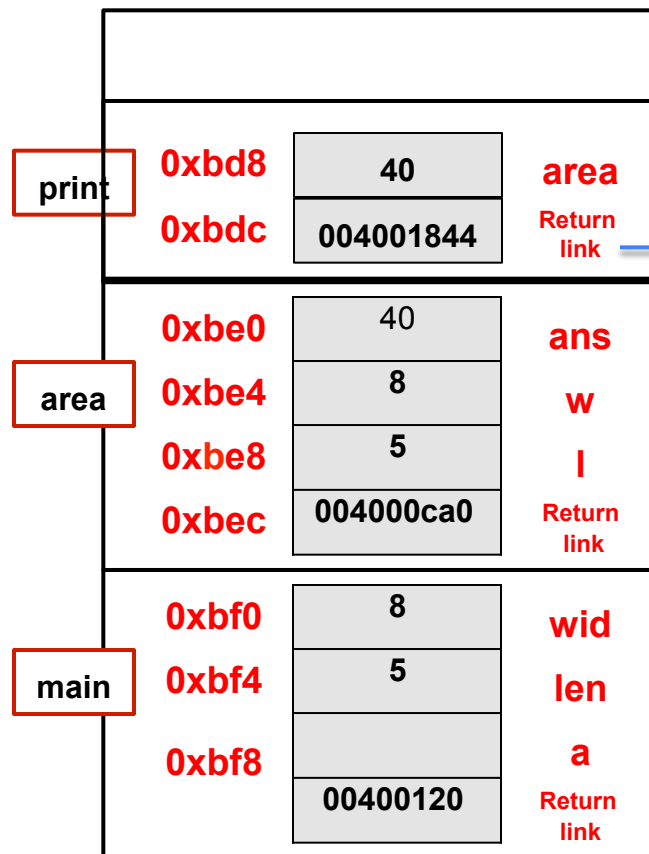 print
0xbd8 40 area
0xbdc 004001844 Return link
area
0xbe0 40 ans
0xbe4 8 w
0xbe8 5 l
0xbec 004000ca0 Return link
main
0xbf0 8 wid
0xbf4 5 len
0xbf8 a
00400120 Return link